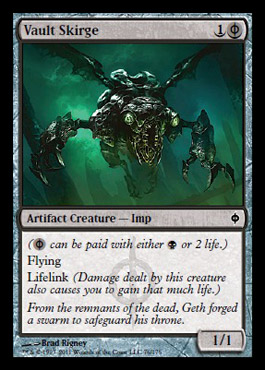 Vault Skirge 1
Artifact Creature — Imp
( can be paid with either or 2 life.)
Flying
Lifelink (Damage dealt by this creature
also causes you to gain that much life.)
From the remnants of the dead, Geth forged
a swarm to safeguard his throne.
Brad Rigney
1/1